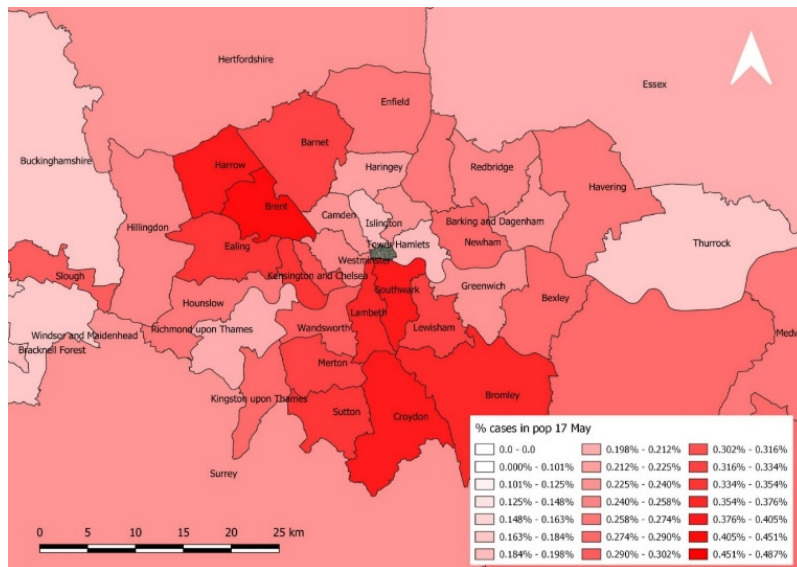 Hertfordshire
Essex
Enfield
Barnet
Buckinghamshire
Harrow
Haringey
Redbridge
Havering
Brent
Camden
Islington
Barking and Dagenham
Hillingdon
Ealing
Tower Hamlets
Newham
Thurrock
Westminster
Slough
Kensington and Chelsea
Southwark
Greenwich
Bexley
Hounslow
Lambeth
Windsor and Maidenhead
Richmond upon Thames
Wandsworth
Lewisham
Medw
Bracknell Forest
Merton
Kingston upon Thames
Bromley
Sutton
Croydon
Surrey
% cases in pop 17 May
0.0 - 0.0
0.000% - 0.101%
0.101% - 0.125%
0.125% - 0.148%
0.148% - 0.163%
0.163% - 0.184%
0.184% - 0.198%
0.198% - 0.212%
0.212% - 0.225%
0.225% - 0.240%
0.240% - 0.258%
0.258% - 0.274%
0.274% - 0.290%
0.290% - 0.302%
0.302% - 0.316%
0.316% - 0.334%
0.334% - 0.354%
0.354% - 0.376%
0.376% - 0.405%
0.405% - 0.451%
0.451% - 0.487%
0 5 10 15 20 25 km